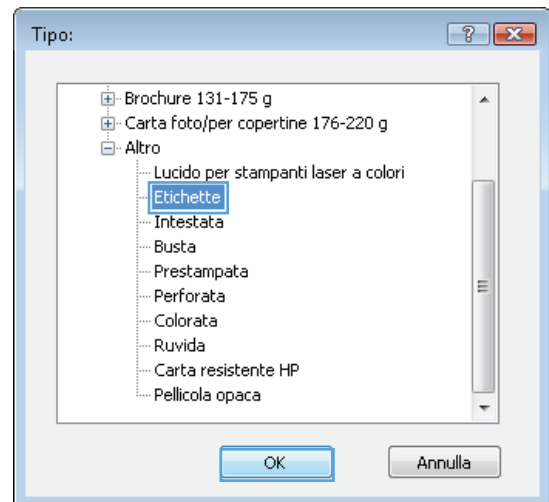 Tipo:
Brochure 131-175 g
Carta foto/per copertine 176-220 g
Altro
Lucido per stampanti laser a colori
Etichette
Intestata
Busta
Prestampata
Perforata
Colorata
Ruvida
Carta resistente HP
Pellicola opaca
OK Annulla